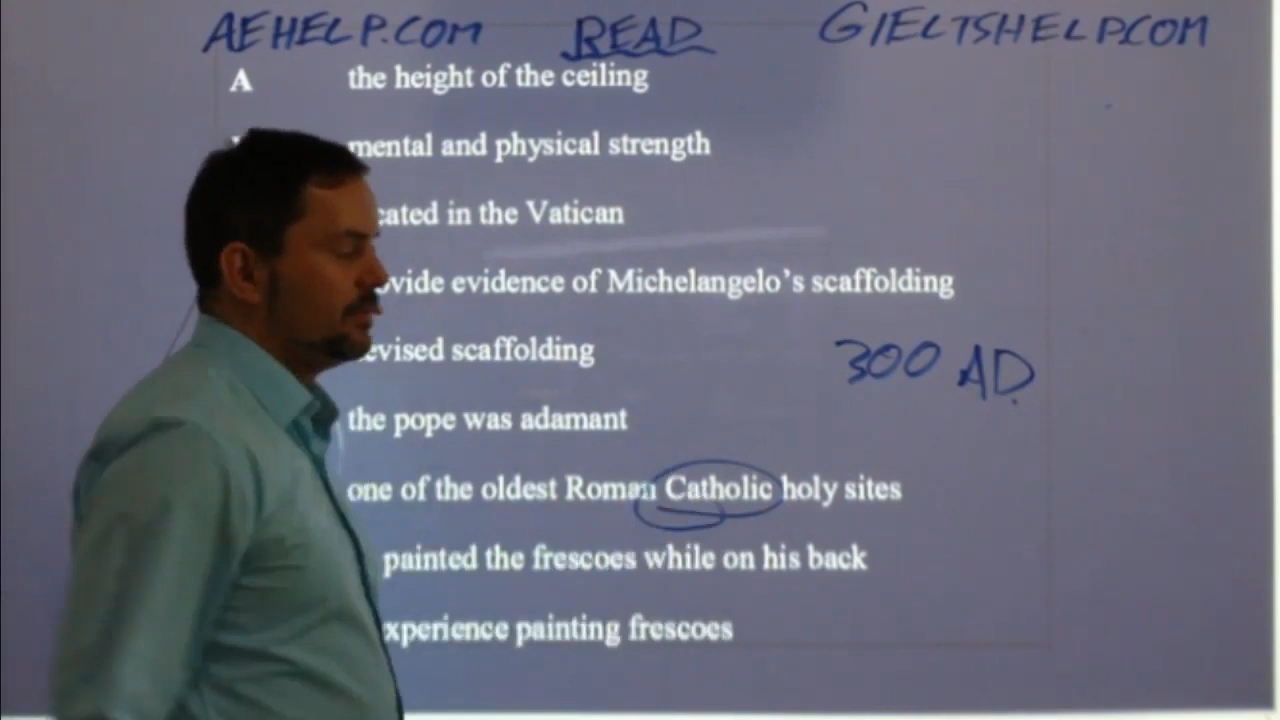 AEHELP.COM READ GIELTSHELP.COM
A the height of the ceiling
mental and physical strength
cated in the Vatican
ovide evidence of Michelangelo's scaffolding
evised scaffolding
300 AD.
the pope was adamant
one of the oldest Roman Catholic holy sites
painted the frescoes while on his back
xperience painting frescoes